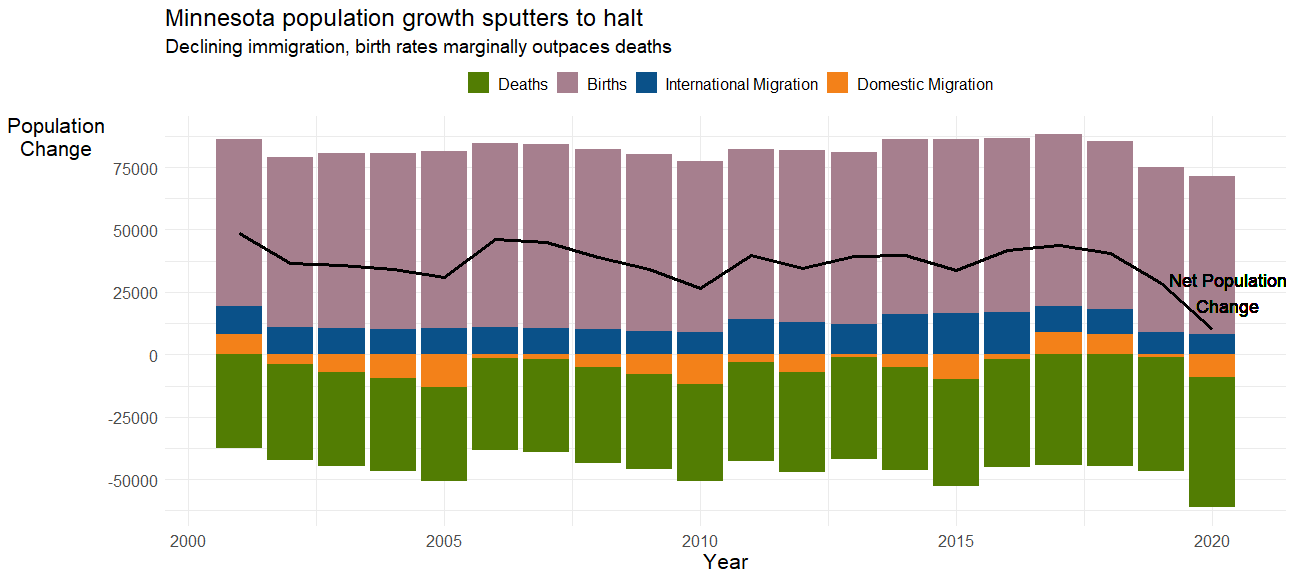 Minnesota population growth sputters to halt
Declining immigration, birth rates marginally outpaces deaths
Deaths Births International Migration Domestic Migration
Population
Change
75000
50000
25000
0
-25000
-50000
Net Population
Change
2000 2005 2010 2015 2020
Year